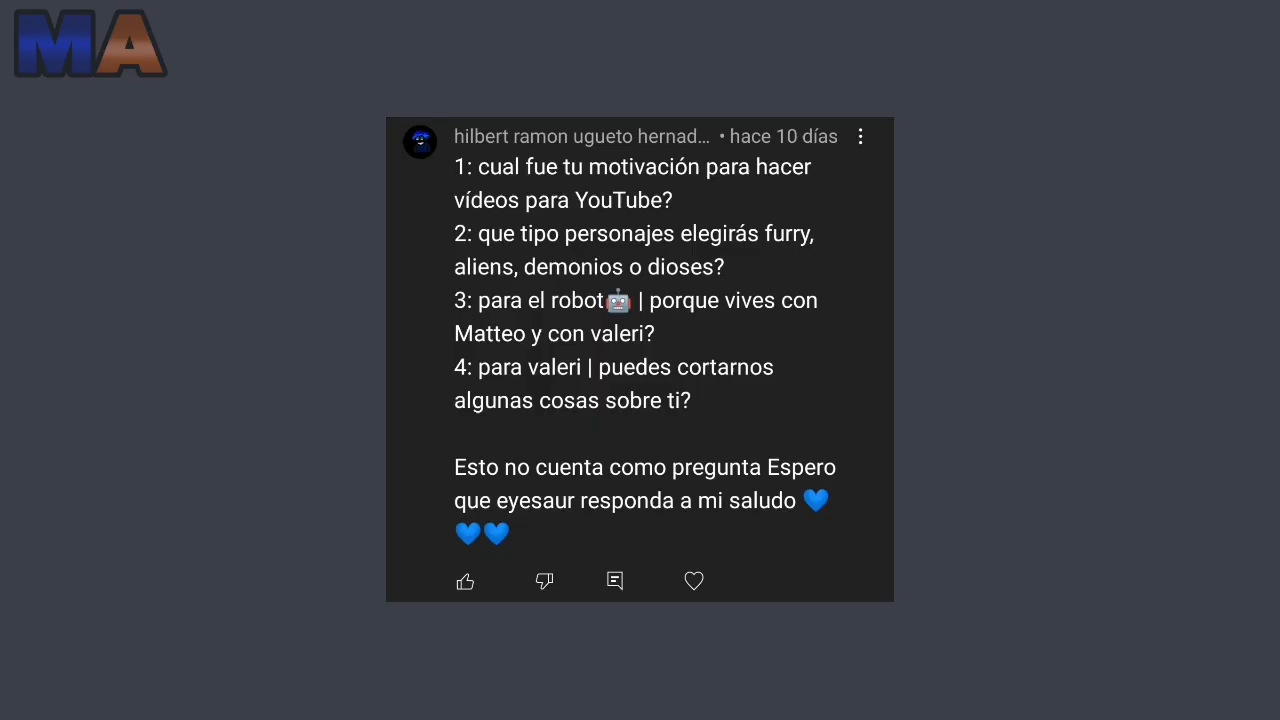 MA
hilbert ramon ugueto hernad... • hace 10 días
1: cual fue tu motivación para hacer
vídeos para YouTube?
2: que tipo personajes elegirás furry,
aliens, demonios o dioses?
3: para el robot🤖 | porque vives con
Matteo y con valeri?
4: para valeri | puedes cortarnos
algunas cosas sobre ti?
Esto no cuenta como pregunta Espero
que eyesaur responda a mi saludo 💙
💙💙